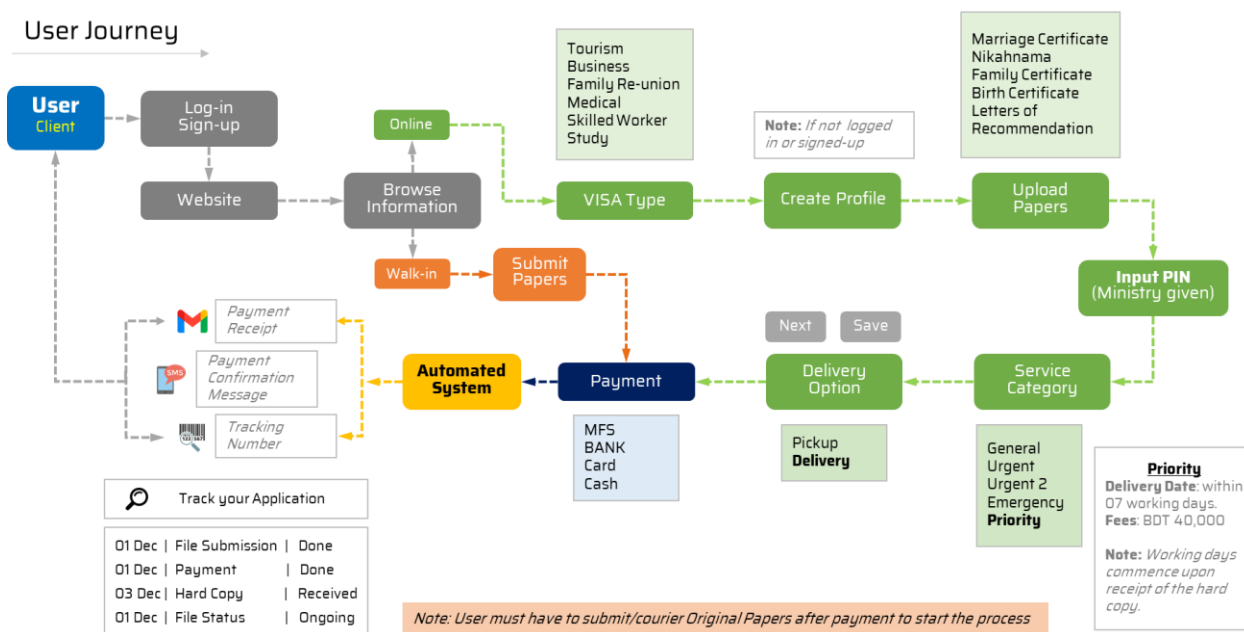 User Journey
User
Client
Log-in
Sign-up
Website
Browse
Information
Online
Walk-in
Tourism
Business
Family Re-union
Medical
Skilled Worker
Study
VISA Type
Note: If not logged
in or signed-up
Create Profile
Marriage Certificate
Nikahnama
Family Certificate
Birth Certificate
Letters of
Recommendation
Upload
Papers
Submit
Papers
Input PIN
(Ministry given)
Service
Category
General
Urgent
Urgent 2
Emergency
Priority
Priority
Delivery Date: within
07 working days.
Fees: BDT 40,000
Note: Working days
commence upon
receipt of the hard
copy.
Next
Save
Delivery
Option
Pickup
Delivery
Payment
MFS
BANK
Card
Cash
Automated
System
Payment
Receipt
SMS
Payment
Confirmation
Message
Tracking
Number
Track your Application
01 Dec | File Submission | Done
01 Dec | Payment | Done
03 Dec | Hard Copy | Received
01 Dec | File Status | Ongoing
Note: User must have to submit/courier Original Papers after payment to start the process